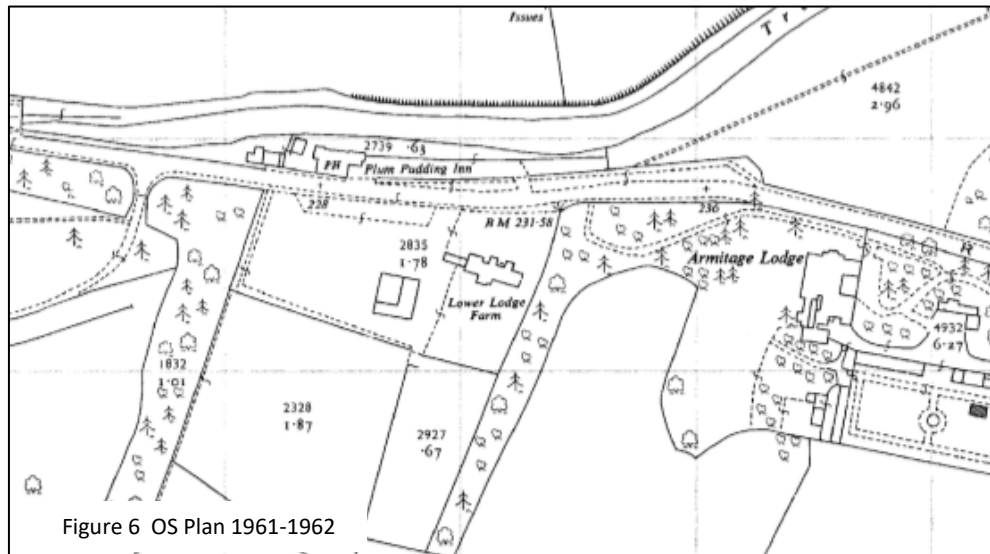 Issues
Tr
4842
2.96
2739 .63
PH
Plum Pudding Inn
228
B M 231.58
236
R
2835
1.78
Armitage Lodge
Lower Lodge
Farm
4932
6.27
1832
1.01
2328
1.87
2927
.67
Figure 6 OS Plan 1961-1962